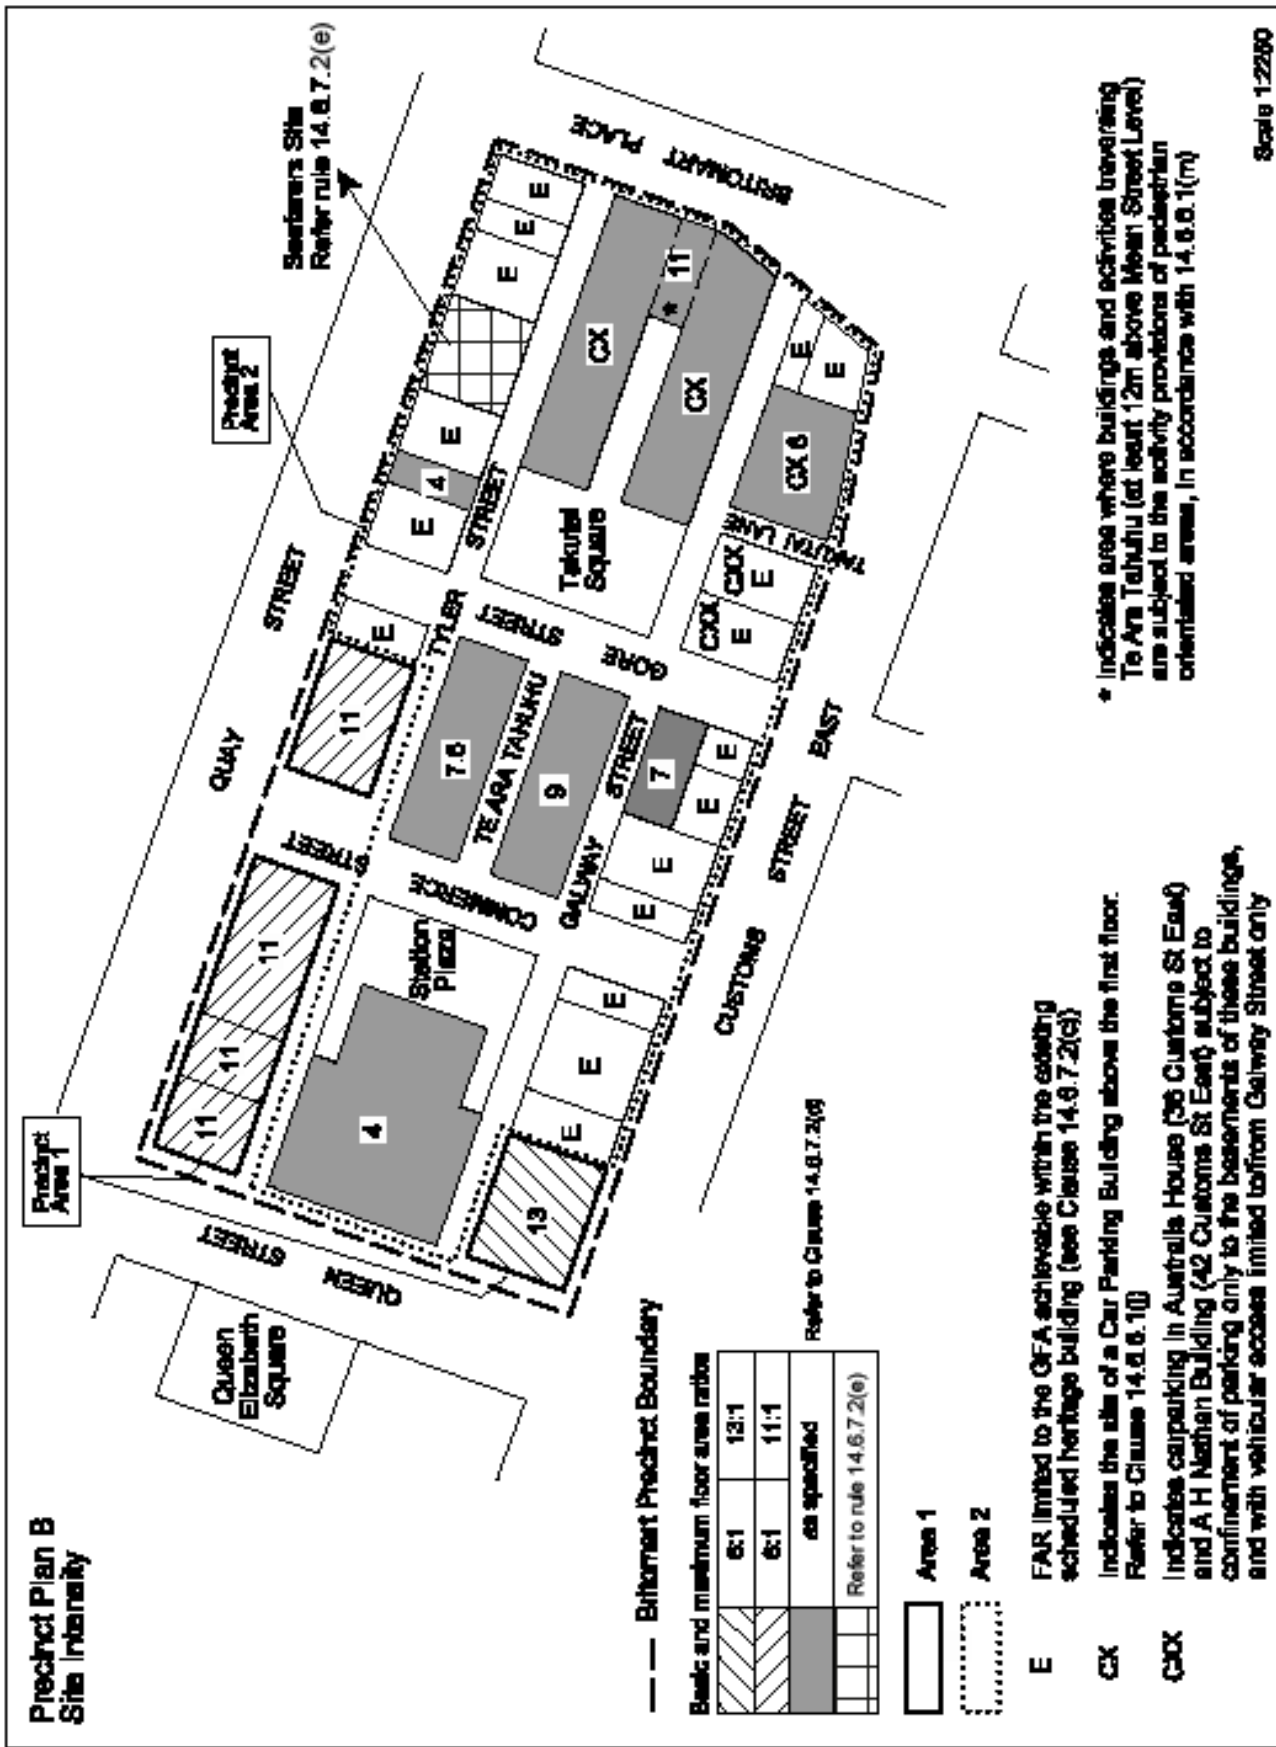 Precinct Plan B
Site Intensity
Queen
Elizabeth
Square
QUEEN STREET
Precinct
Area 1
QUAY STREET
Precinct
Area 2
Seafarers Site
Refer rule 14.6.7.2(e)
11
11
11
11
E
E
4
E
E
E
E
BRITOMART PLACE
COMMERCE STREET
TYLER STREET
4
Station
Plaza
7.6
TE ARA TAHUHU
9
GORE STREET
Takutai
Square
CX
* 11
CX
GALWAY STREET
13
E
E
E
E
E
E
E
7
CXX
E
CXX
E
TAKUTAI LANE
CX 6
E
E
CUSTOMS STREET EAST
Britomart Precinct Boundary
Basic and maximum floor area ratios
6:1 13:1
6:1 11:1
as specified
Refer to Clause 14.6.7.2(d)
Refer to rule 14.6.7.2(e)
Area 1
Area 2
E FAR limited to the GFA achievable within the existing
scheduled heritage building (see Clause 14.6.7.2(c))
CX Indicates the site of a Car Parking Building above the first floor.
Refer to Clause 14.6.6.1(l)
CXX Indicates carparking in Australis House (36 Customs St East)
and A H Nathan Building (42 Customs St East) subject to
confinement of parking only to the basements of these buildings,
and with vehicular access limited to/from Galway Street only
* Indicates area where buildings and activities traversing
Te Ara Tahuhu (at least 12m above Mean Street Level)
are subject to the activity provisions of pedestrian
orientated areas, in accordance with 14.6.6.1(m)
Scale 1:2250